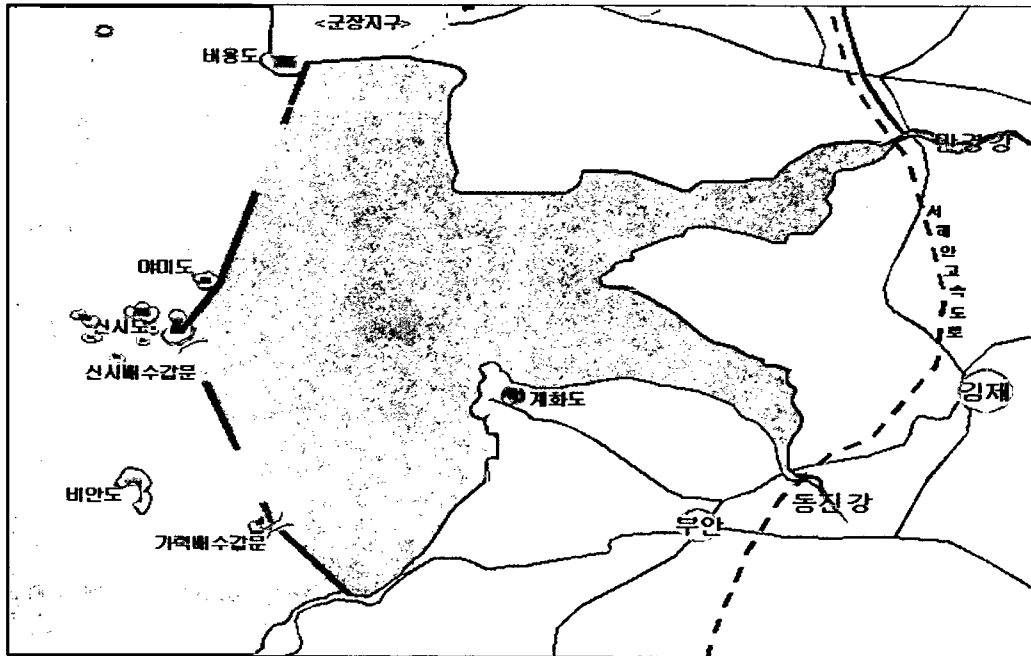 <군장지구>
비응도
만경강
서해안고속도로
야미도
신시도
신시배수갑문
계화도
김제
비안도
동진강
부안
가력배수갑문